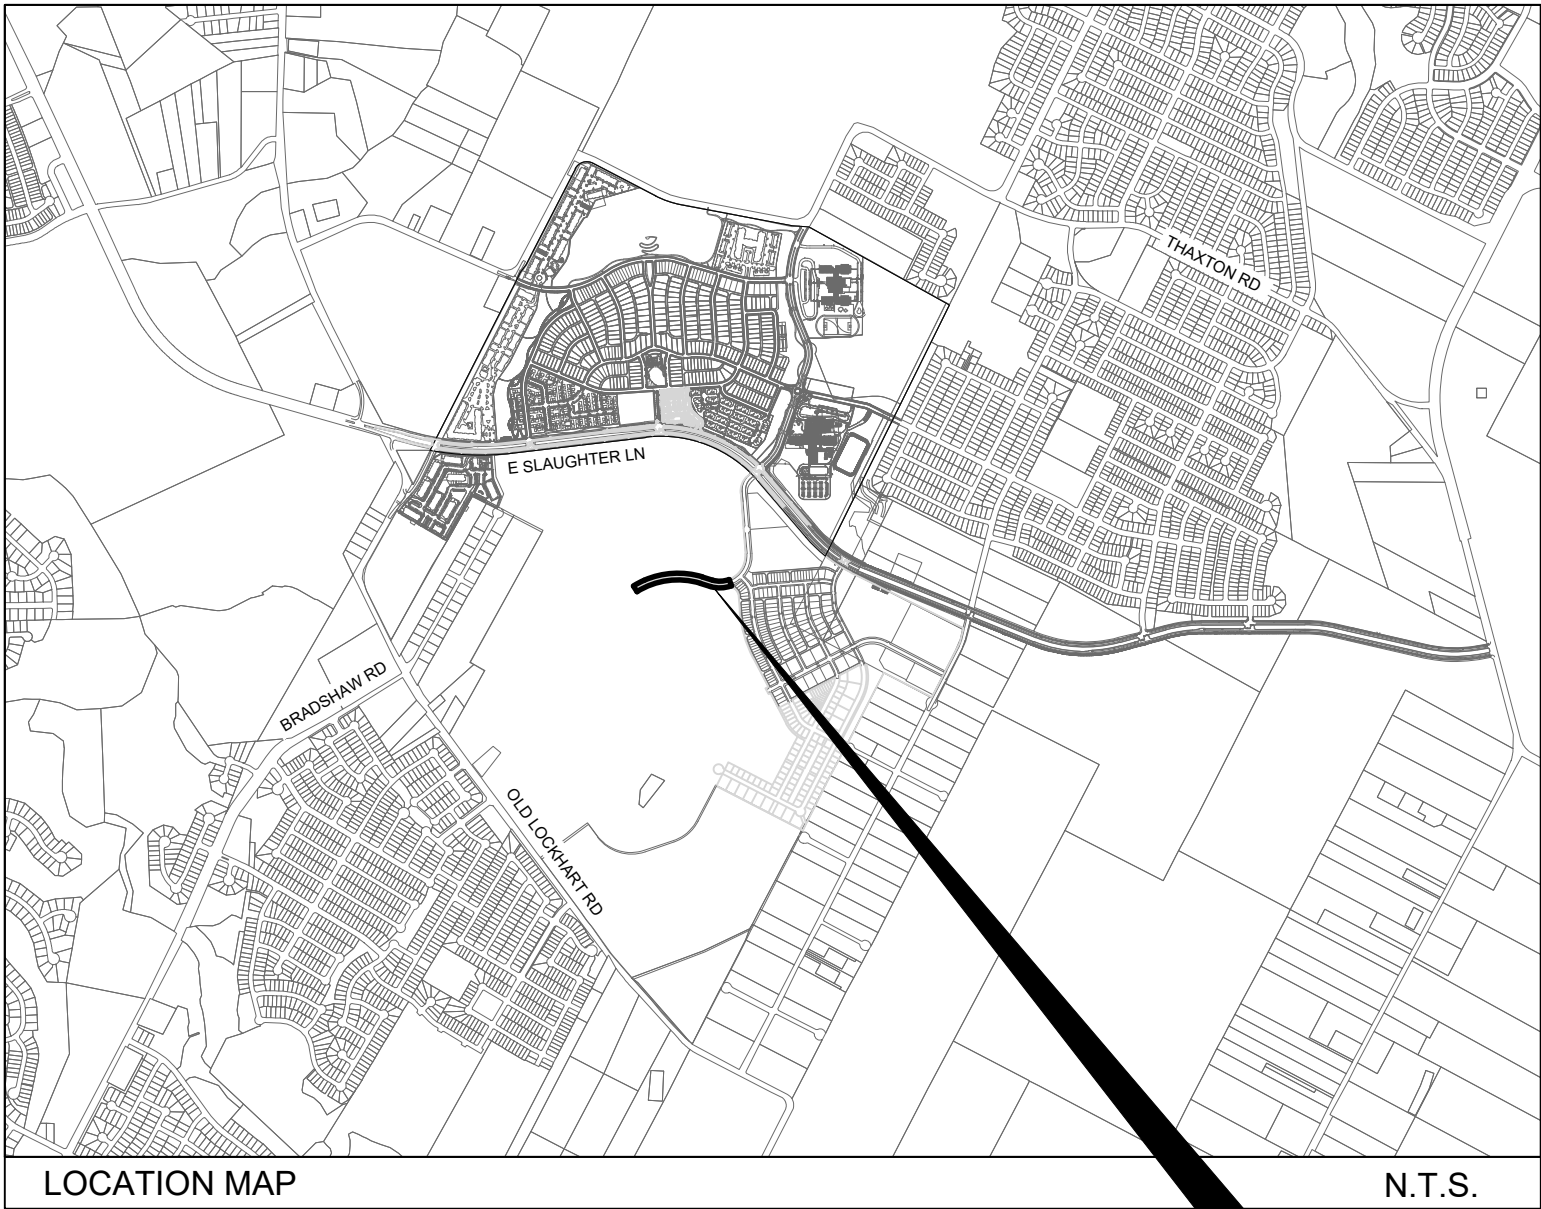 THAXTON RD
E SLAUGHTER LN
BRADSHAW RD
OLD LOCKHART RD
LOCATION MAP
N.T.S.